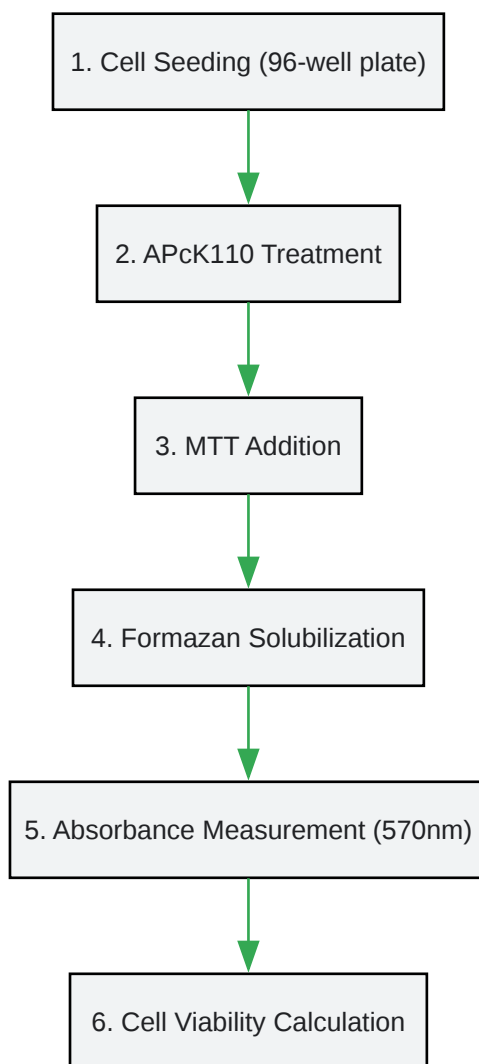 1. Cell Seeding (96-well plate)
2. APcK110 Treatment
3. MTT Addition
4. Formazan Solubilization
5. Absorbance Measurement (570nm)
6. Cell Viability Calculation